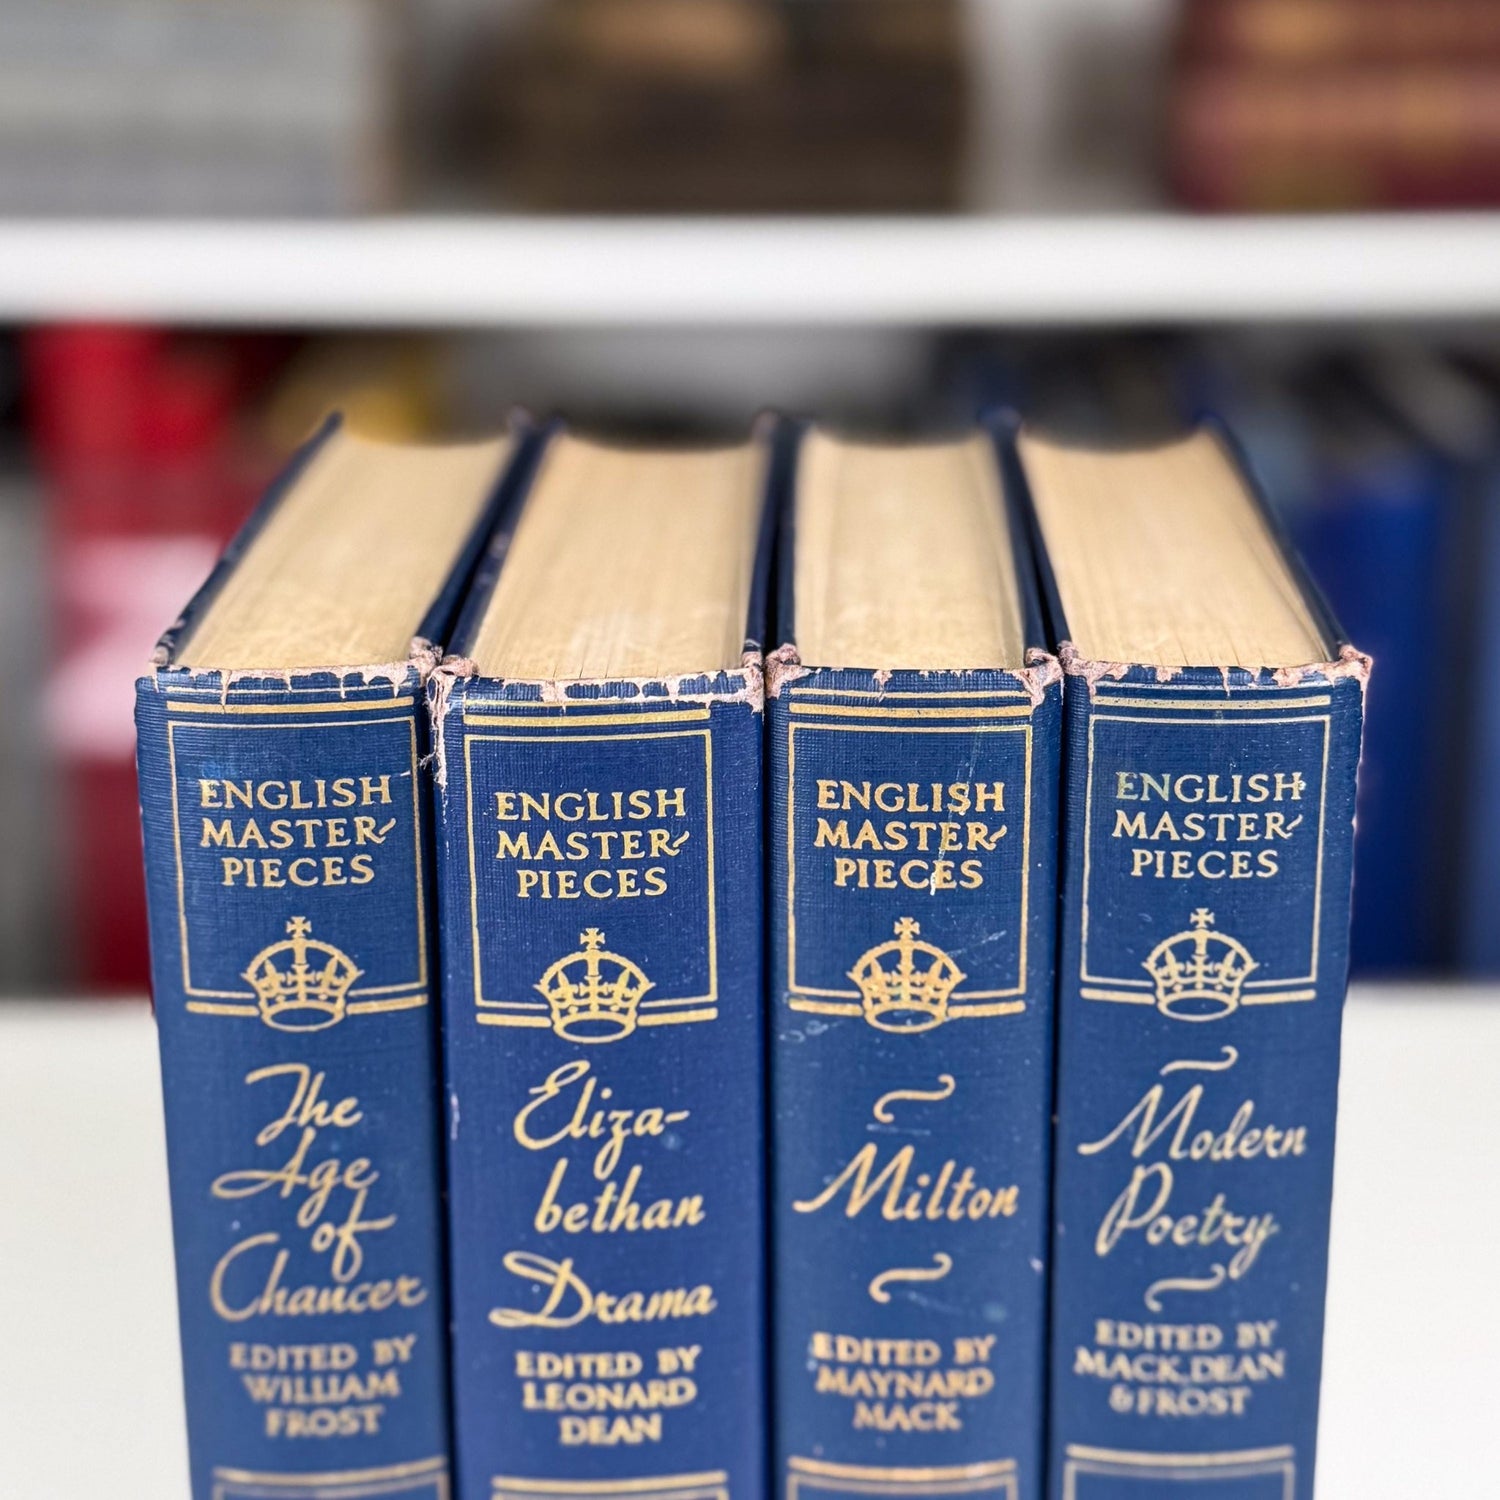 ENGLISH
MASTER-
PIECES
The
Age
of
Chaucer
EDITED BY
WILLIAM
FROST
ENGLISH
MASTER-
PIECES
Eliza-
bethan
Drama
EDITED BY
LEONARD
DEAN
ENGLISH
MASTER-
PIECES
Milton
EDITED BY
MAYNARD
MACK
ENGLISH
MASTER-
PIECES
Modern
Poetry
EDITED BY
MACK, DEAN
& FROST